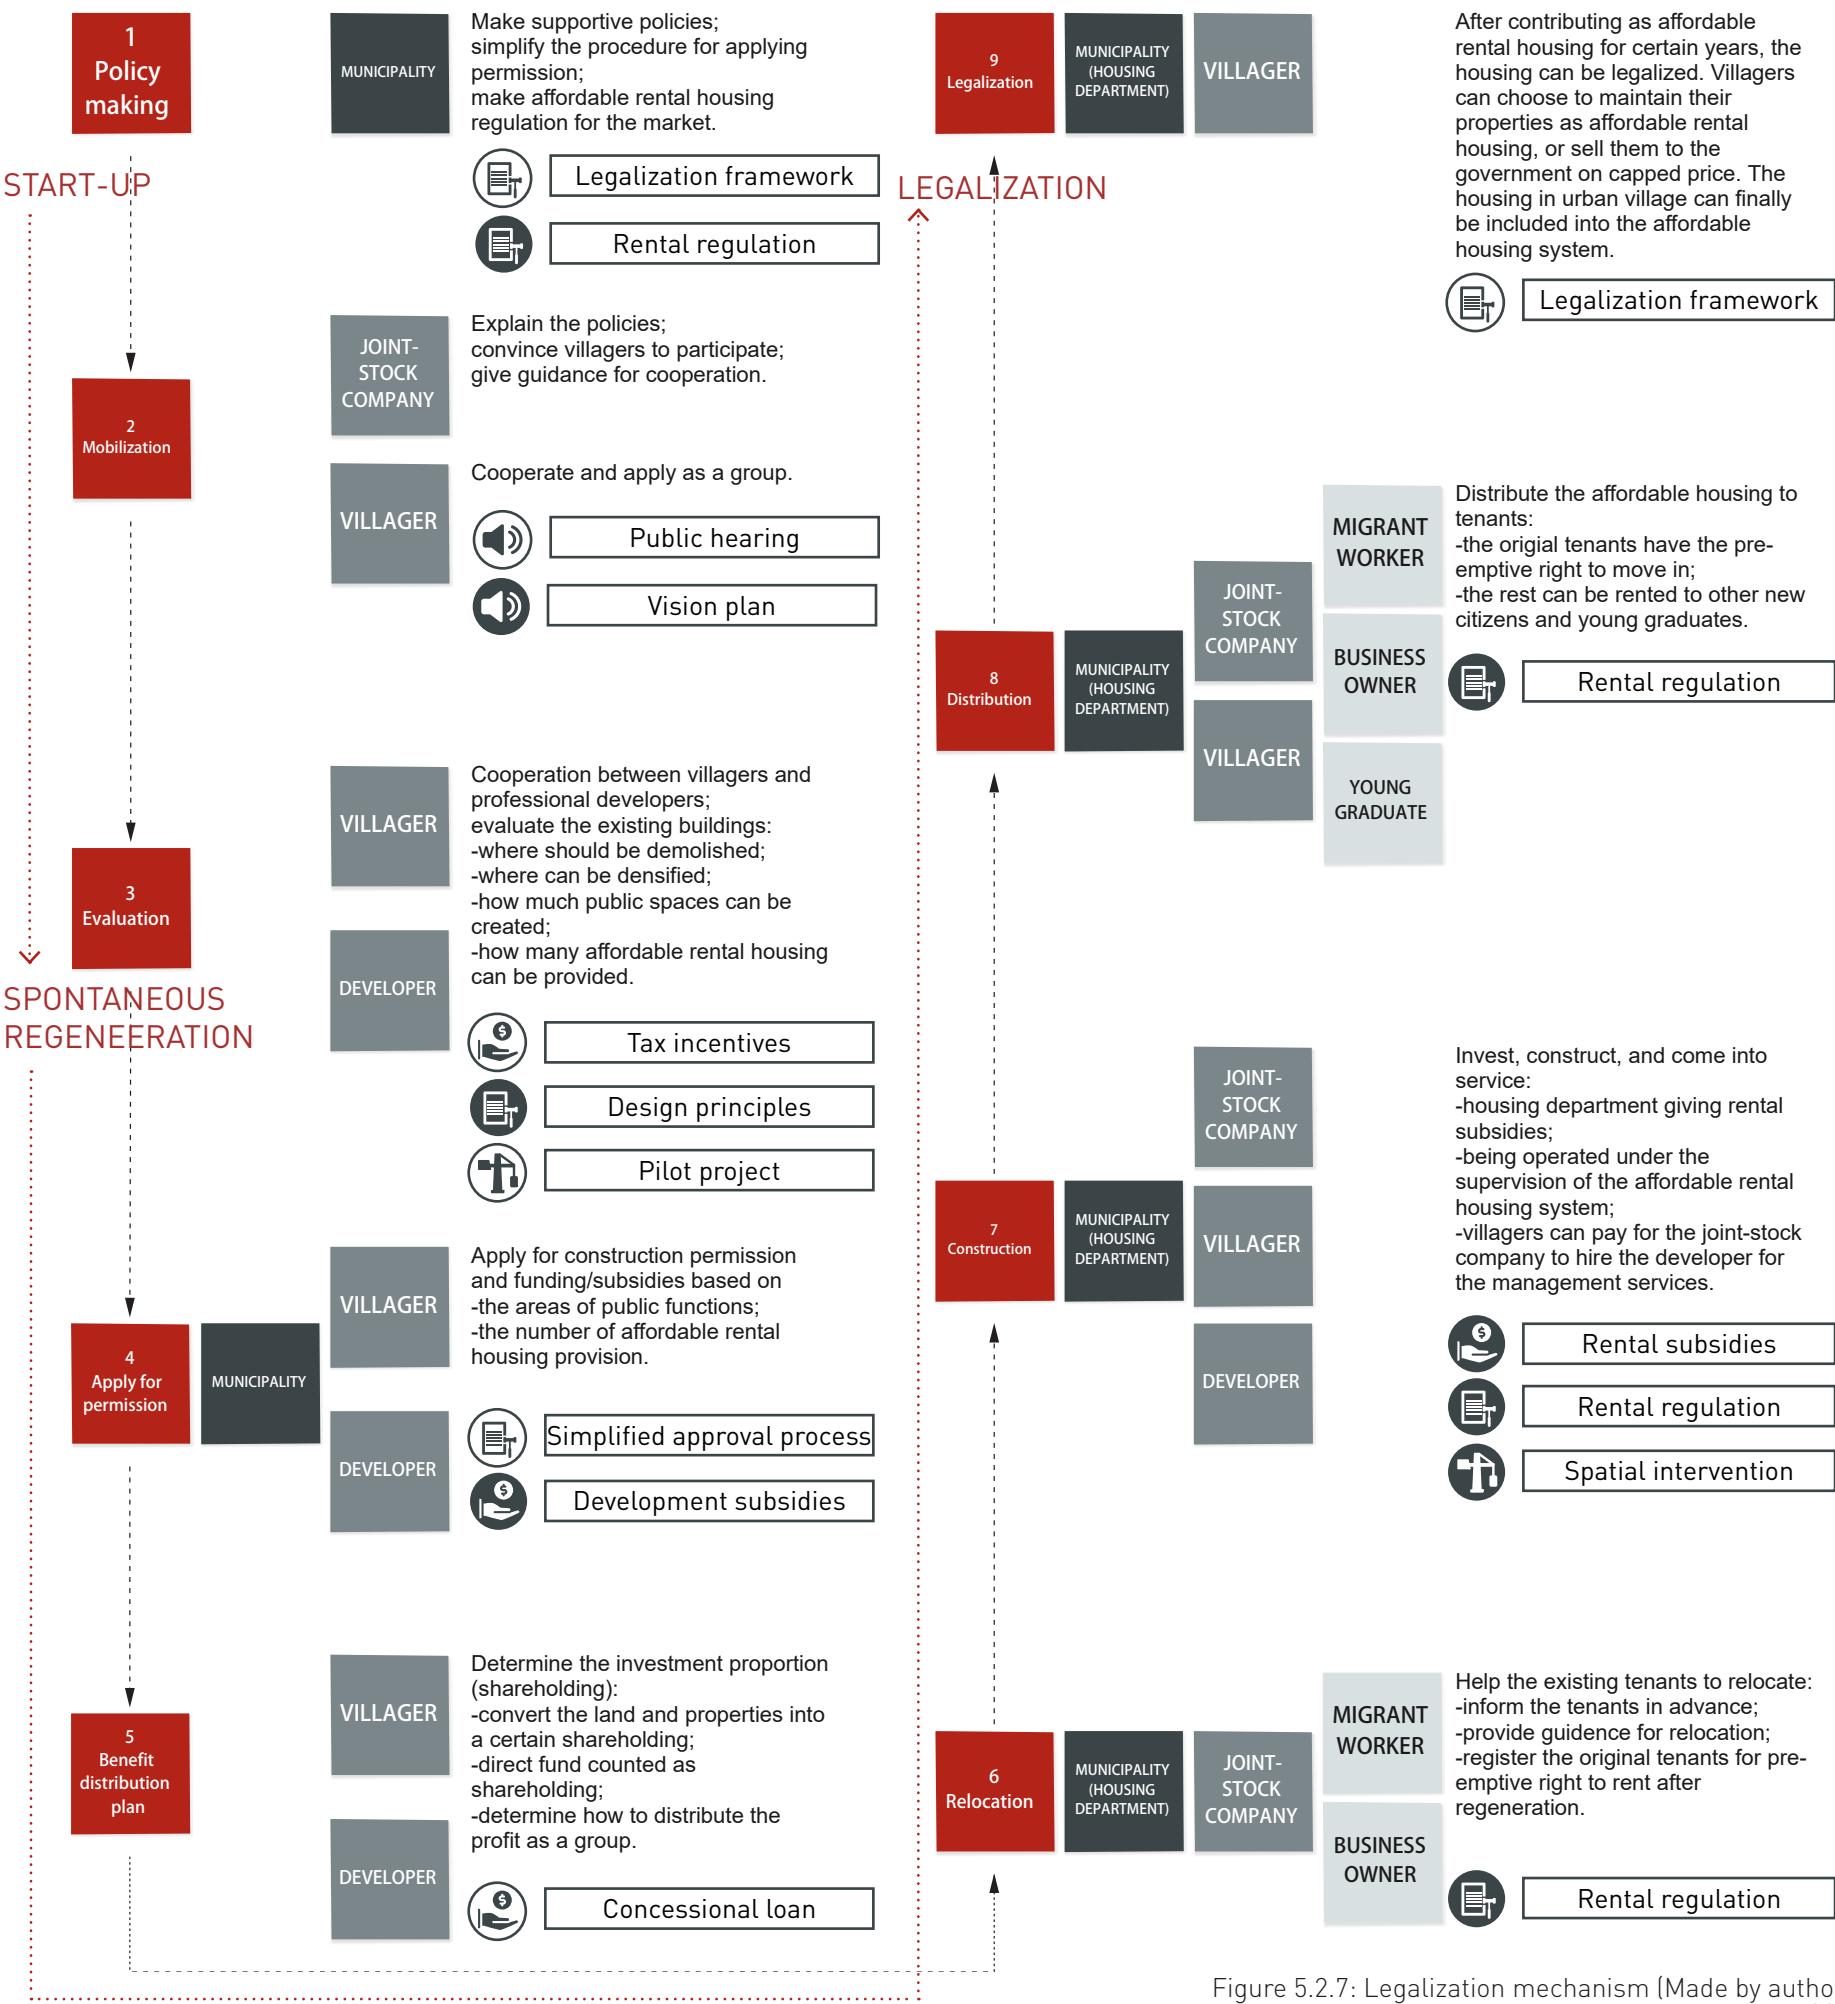 1
Policy
making
MUNICIPALITY
Make supportive policies;
simplify the procedure for applying
permission;
make affordable rental housing
regulation for the market.
Legalization framework
Rental regulation
START-UP
2
Mobilization
JOINT-
STOCK
COMPANY
Explain the policies;
convince villagers to participate;
give guidance for cooperation.
VILLAGER
Cooperate and apply as a group.
Public hearing
Vision plan
3
Evaluation
VILLAGER
DEVELOPER
Cooperation between villagers and
professional developers;
evaluate the existing buildings:
-where should be demolished;
-where can be densified;
-how much public spaces can be
created;
-how many affordable rental housing
can be provided.
Tax incentives
Design principles
Pilot project
SPONTANEOUS
REGENEERATION
4
Apply for
permission
MUNICIPALITY
VILLAGER
DEVELOPER
Apply for construction permission
and funding/subsidies based on
-the areas of public functions;
-the number of affordable rental
housing provision.
Simplified approval process
Development subsidies
5
Benefit
distribution
plan
VILLAGER
DEVELOPER
Determine the investment proportion
(shareholding):
-convert the land and properties into
a certain shareholding;
-direct fund counted as
shareholding;
-determine how to distribute the
profit as a group.
Concessional loan
9
Legalization
MUNICIPALITY
(HOUSING
DEPARTMENT)
VILLAGER
After contributing as affordable
rental housing for certain years, the
housing can be legalized. Villagers
can choose to maintain their
properties as affordable rental
housing, or sell them to the
government on capped price. The
housing in urban village can finally
be included into the affordable
housing system.
Legalization framework
LEGALIZATION
8
Distribution
MUNICIPALITY
(HOUSING
DEPARTMENT)
JOINT-
STOCK
COMPANY
VILLAGER
MIGRANT
WORKER
BUSINESS
OWNER
YOUNG
GRADUATE
Distribute the affordable housing to
tenants:
-the origial tenants have the pre-
emptive right to move in;
-the rest can be rented to other new
citizens and young graduates.
Rental regulation
7
Construction
MUNICIPALITY
(HOUSING
DEPARTMENT)
JOINT-
STOCK
COMPANY
VILLAGER
DEVELOPER
Invest, construct, and come into
service:
-housing department giving rental
subsidies;
-being operated under the
supervision of the affordable rental
housing system;
-villagers can pay for the joint-stock
company to hire the developer for
the management services.
Rental subsidies
Rental regulation
Spatial intervention
6
Relocation
MUNICIPALITY
(HOUSING
DEPARTMENT)
JOINT-
STOCK
COMPANY
MIGRANT
WORKER
BUSINESS
OWNER
Help the existing tenants to relocate:
-inform the tenants in advance;
-provide guidence for relocation;
-register the original tenants for pre-
emptive right to rent after
regeneration.
Rental regulation
Figure 5.2.7: Legalization mechanism (Made by autho